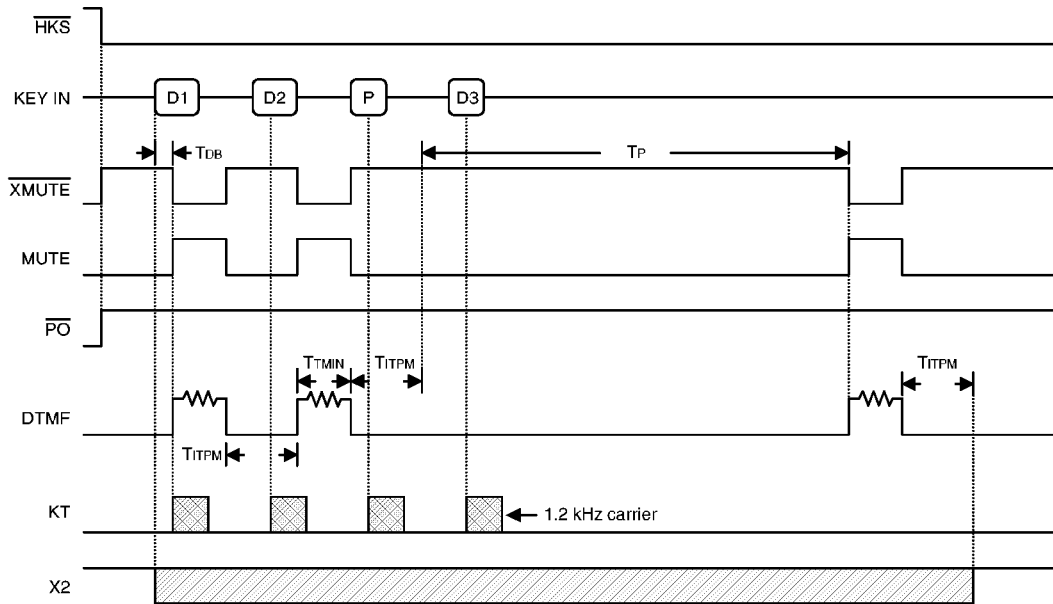 HKS
KEY IN
D1
D2
P
D3
TDB
TP
XMUTE
MUTE
PO
TTMIN
TITPM
TITPM
DTMF
TITPM
KT
1.2 kHz carrier
X2